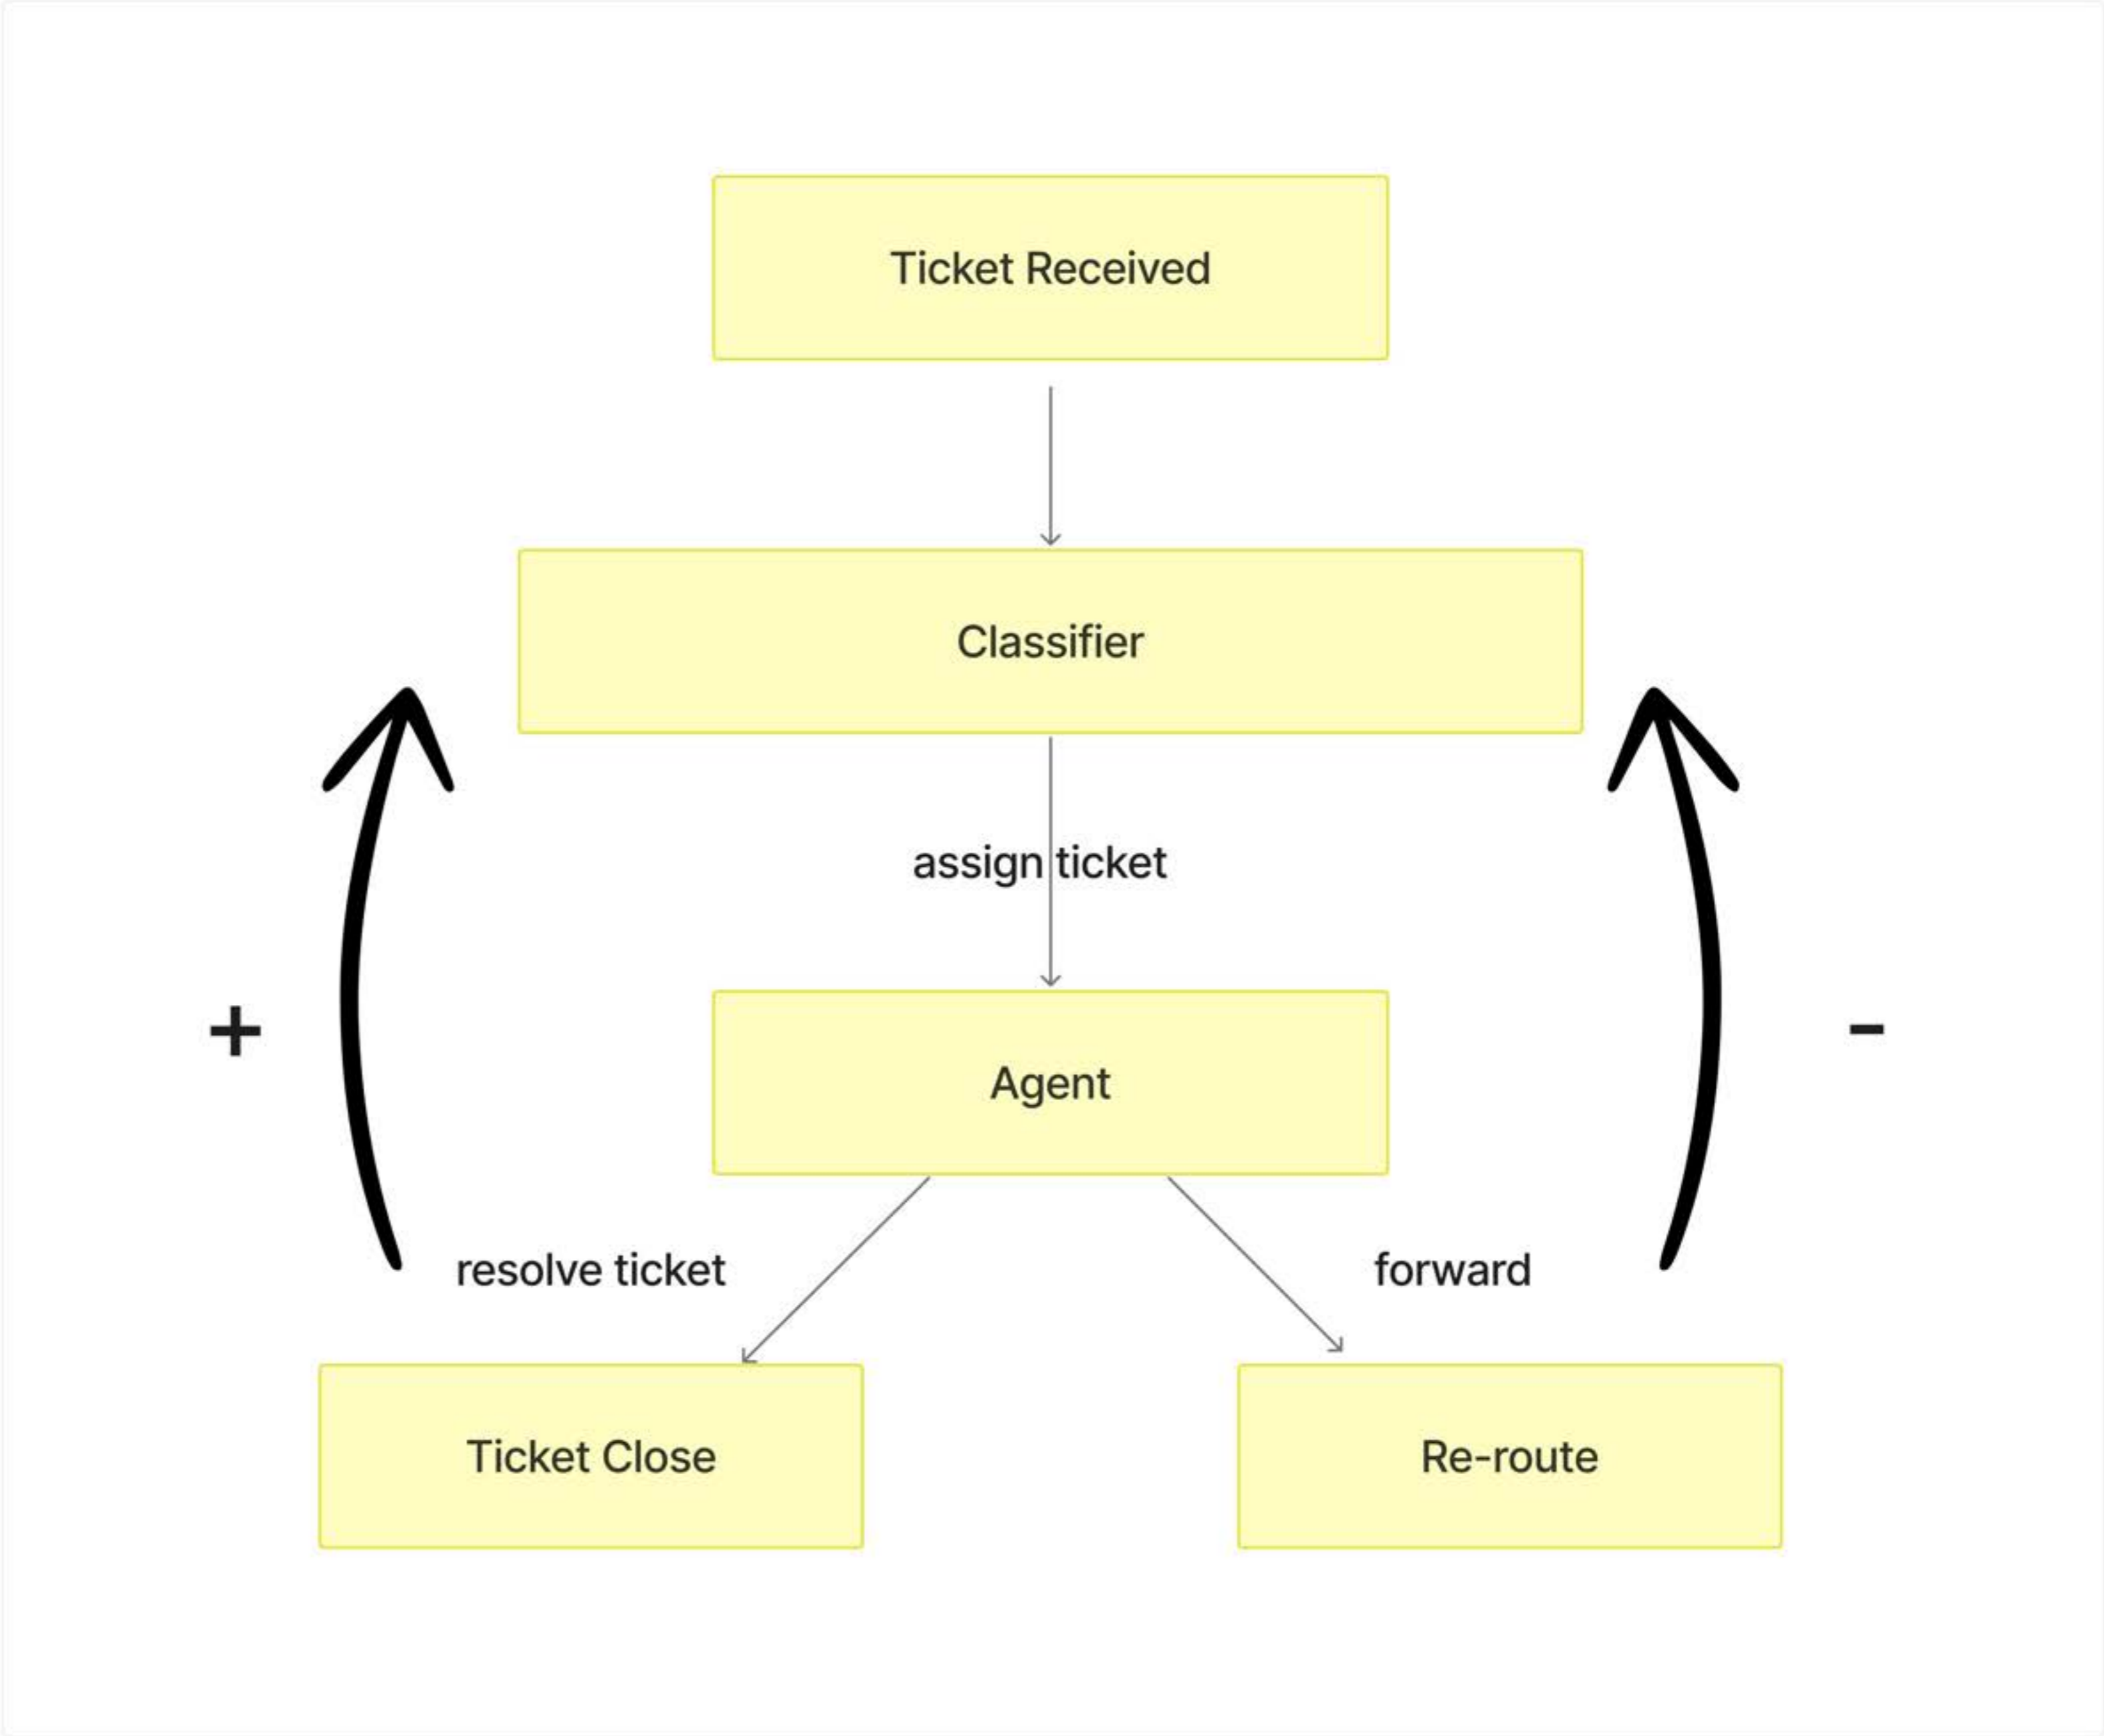 Ticket Received
Classifier
assign ticket
+
-
Agent
resolve ticket
forward
Ticket Close
Re-route